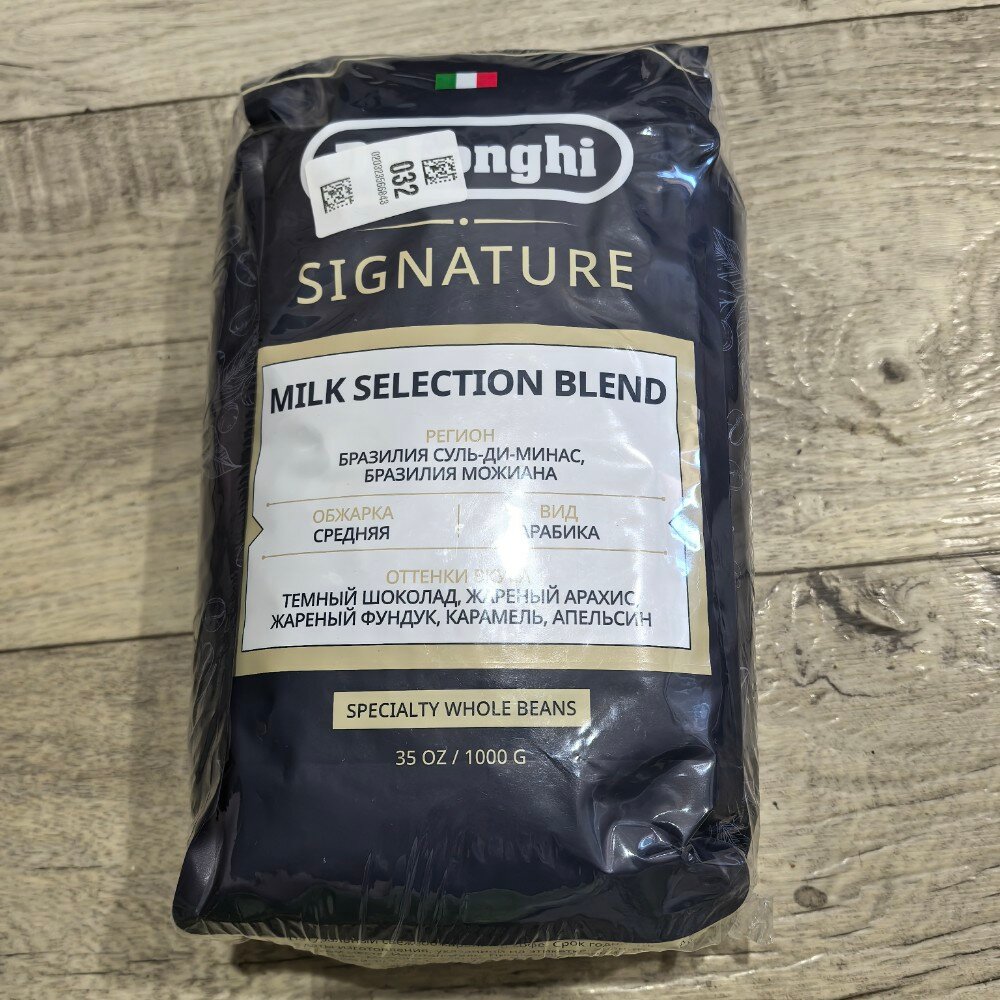 onghi
032
SIGNATURE
MILK SELECTION BLEND
РЕГИОН
БРАЗИЛИЯ СУЛЬ-ДИ-МИНАС,
БРАЗИЛИЯ МОЖИАНА
ОБЖАРКА ВИД
СРЕДНЯЯ АРАБИКА
ОТТЕНКИ
ТЕМНЫЙ ШОКОЛАД, ЖАРЕНЫЙ АРАХИС,
ЖАРЕНЫЙ ФУНДУК, КАРАМЕЛЬ, АПЕЛЬСИН
SPECIALTY WHOLE BEANS
35 OZ / 1000 G